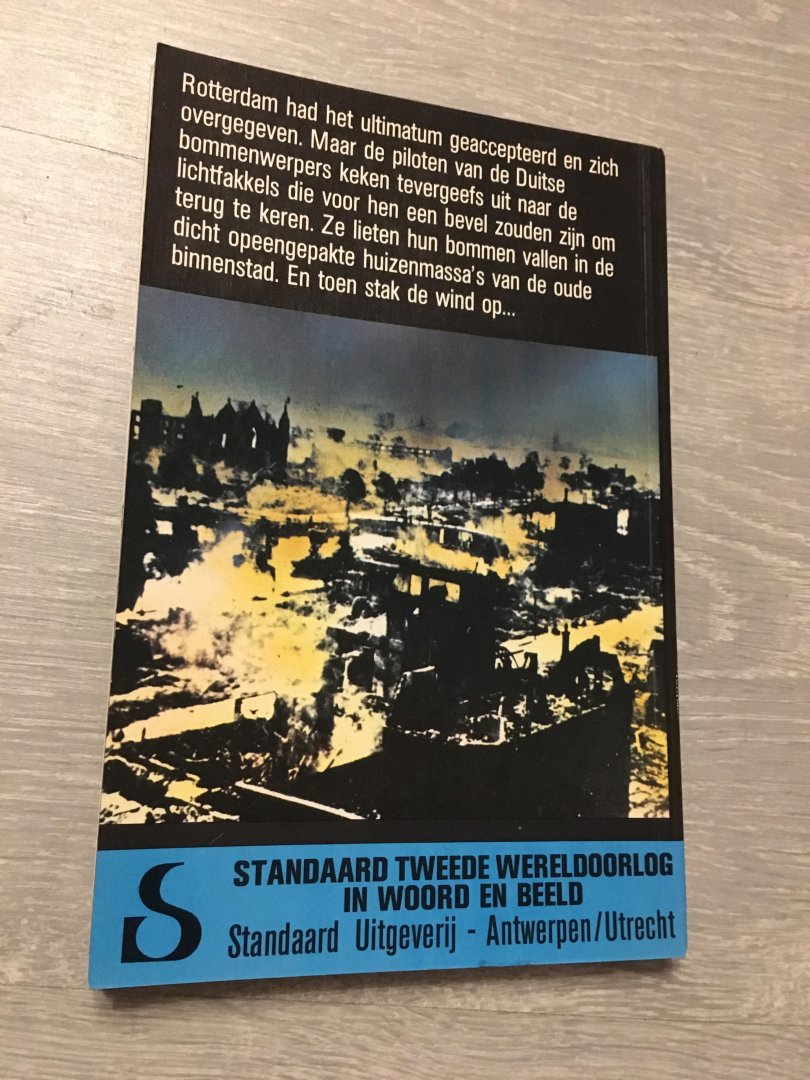 Rotterdam had het ultimatum geaccepteerd en zich
overgegeven. Maar de piloten van de Duitse
bommenwerpers keken tevergeefs uit naar de
lichtfakkels die voor hen een bevel zouden zijn om
terug te keren. Ze lieten hun bommen vallen in de
dicht opeengepakte huizenmassa's van de oude
binnenstad. En toen stak de wind op...
S
STANDAARD TWEEDE WERELDOORLOG
IN WOORD EN BEELD
Standaard Uitgeverij - Antwerpen/Utrecht